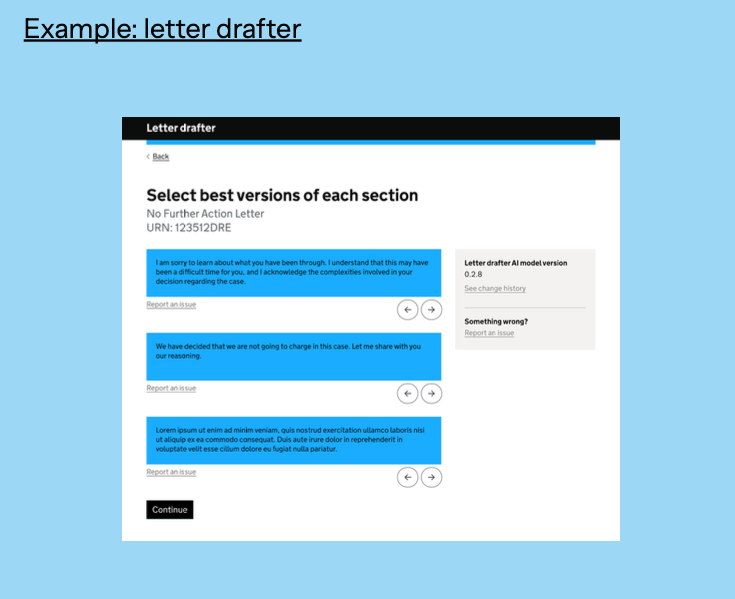 Example: letter drafter
Letter drafter
Back
Select best versions of each section
No Further Action Letter
URN: 123512DRE
I am sorry to learn about what you have been through. I understand that this may have
been a difficult time for you, and I acknowledge the complexities involved in your
decision regarding the case.
Report an issue
We have decided that we are not going to charge in this case. Let me share with you
our reasoning.
Report an issue
Lorem ipsum ut enim ad minim veniam, quis nostrud exercitation ullamco laboris nisi
ut aliquip ex ea commodo consequat. Duis aute irure dolor in reprehenderit in
voluptate velit esse cillum dolore eu fugiat nulla pariatur.
Report an issue
Continue
Letter drafter AI model version
0.2.8
See change history
Something wrong?
Report an issue